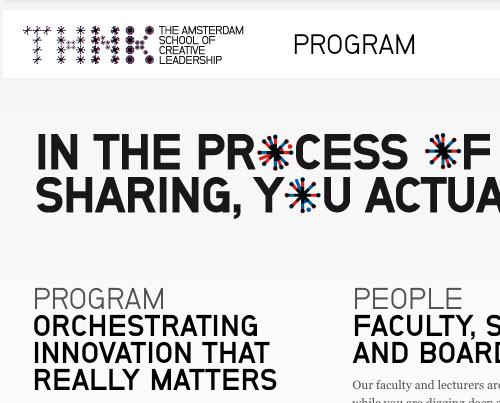 THNK THE AMSTERDAM
SCHOOL OF
CREATIVE
LEADERSHIP
PROGRAM
IN THE PROCESS OF
SHARING, YOU ACTUA
PROGRAM
ORCHESTRATING
INNOVATION THAT
REALLY MATTERS
PEOPLE
FACULTY, S
AND BOARD
Our faculty and lecturers are
while you are digging deep